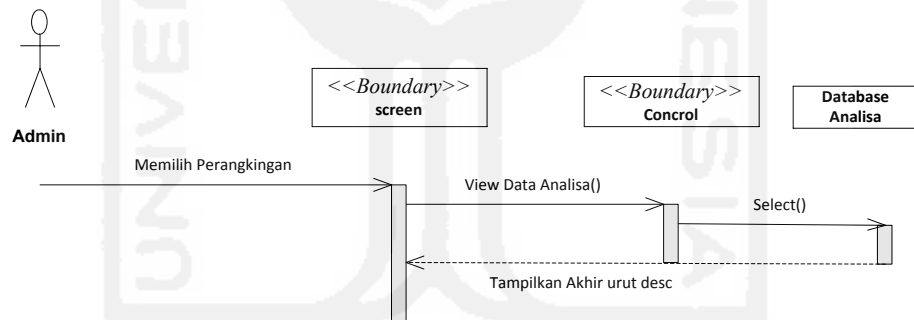 <<Boundary>>
screen
<<Boundary>>
Concrol
Database
Analisa
Admin
Memilih Perangkingan
View Data Analisa()
Select()
Tampilkan Akhir urut desc